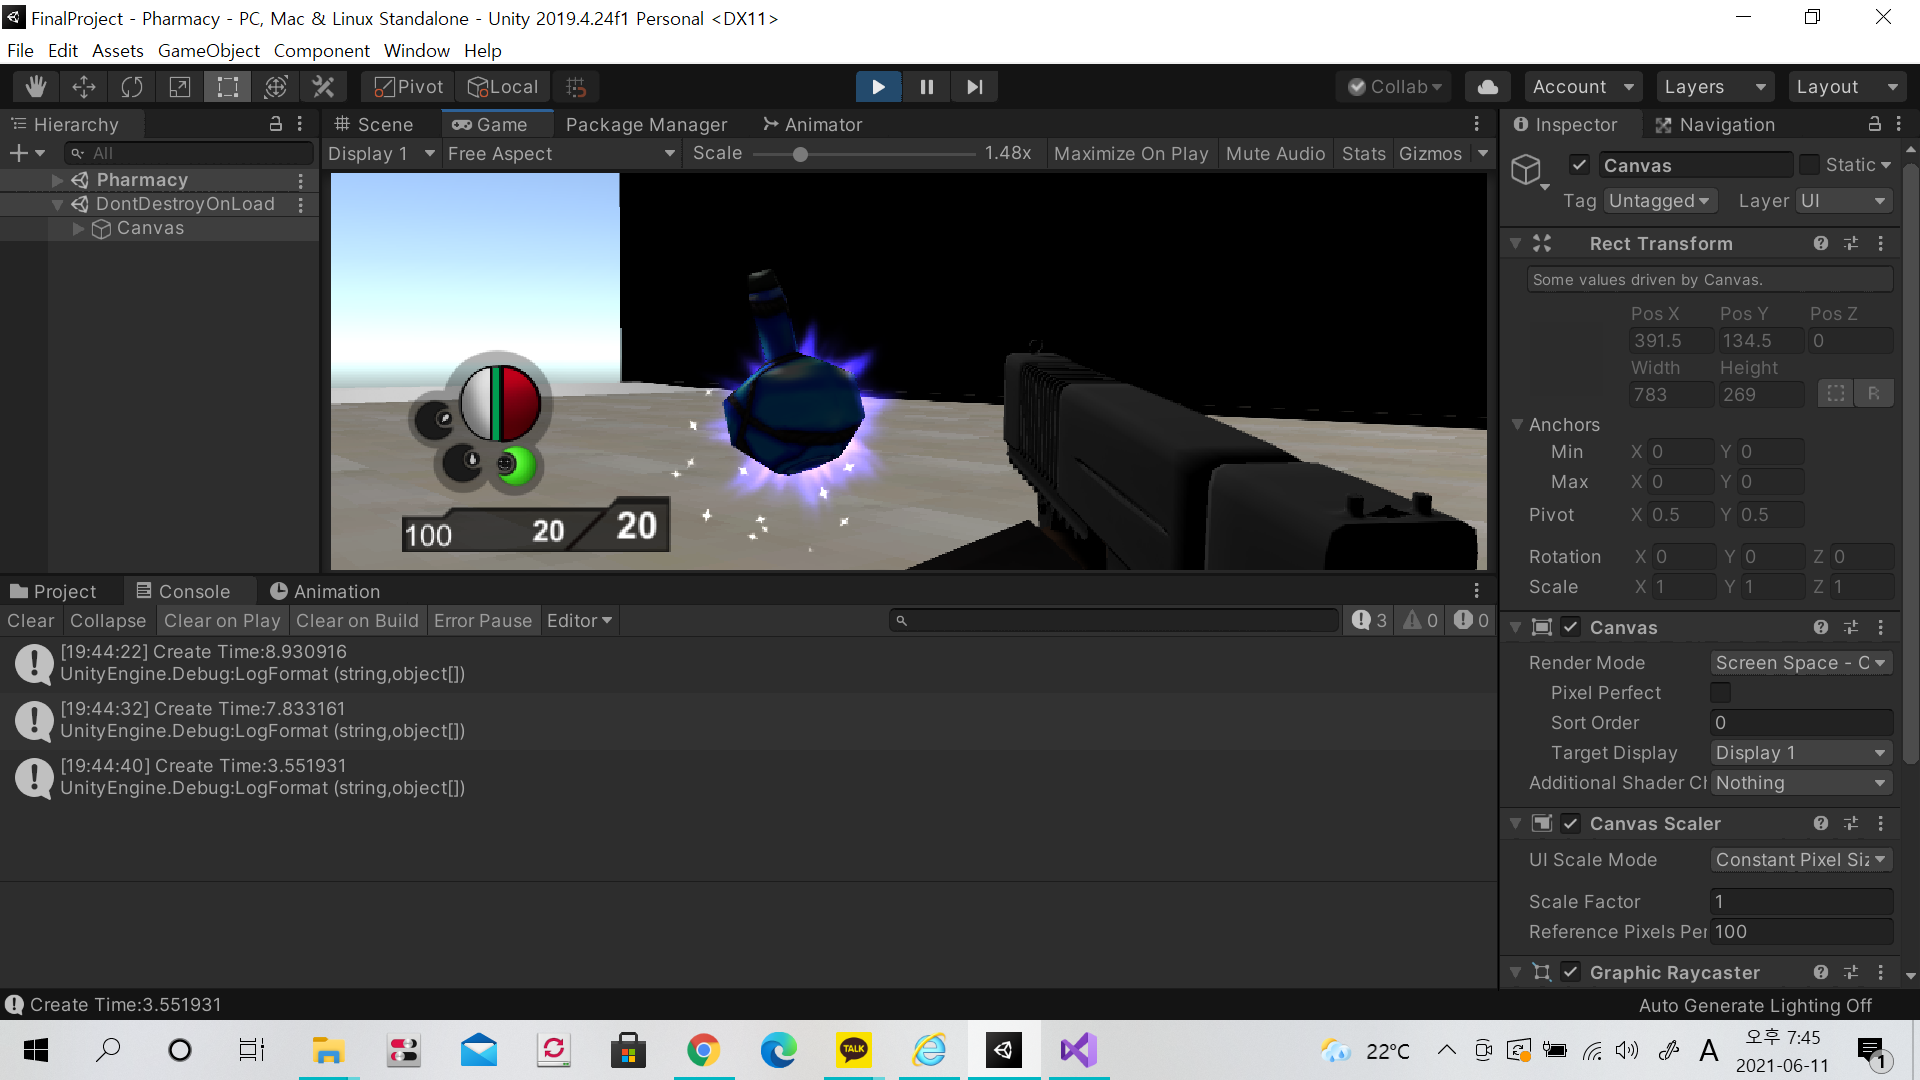 FinalProject - Pharmacy - PC, Mac & Linux Standalone - Unity 2019.4.24f1 Personal <DX11>
File Edit Assets GameObject Component Window Help
Pivot Local Collab Account Layers Layout
Hierarchy
All
Pharmacy
DontDestroyOnLoad
Canvas
Scene Game Package Manager Animator
Display 1 Free Aspect Scale 1.48x Maximize On Play Mute Audio Stats Gizmos
100 20 20
Inspector Navigation
Canvas Static
Tag Untagged Layer UI
Rect Transform
Some values driven by Canvas.
Pos X Pos Y Pos Z
391.5 134.5 0
Width Height
783 269 R
Anchors
Min X 0 Y 0
Max X 0 Y 0
Pivot X 0.5 Y 0.5
Rotation X 0 Y 0 Z 0
Scale X 1 Y 1 Z 1
Canvas
Render Mode Screen Space - O
Pixel Perfect
Sort Order 0
Target Display Display 1
Additional Shader Ch Nothing
Canvas Scaler
UI Scale Mode Constant Pixel Siz
Scale Factor 1
Reference Pixels Per 100
Graphic Raycaster
Project Console Animation
Clear Collapse Clear on Play Clear on Build Error Pause Editor 3 0 0
[19:44:22] Create Time:8.930916
UnityEngine.Debug:LogFormat (string,object[])
[19:44:32] Create Time:7.833161
UnityEngine.Debug:LogFormat (string,object[])
[19:44:40] Create Time:3.551931
UnityEngine.Debug:LogFormat (string,object[])
Create Time:3.551931
Auto Generate Lighting Off
TALK
22°C A 오후 7:45
2021-06-11
1